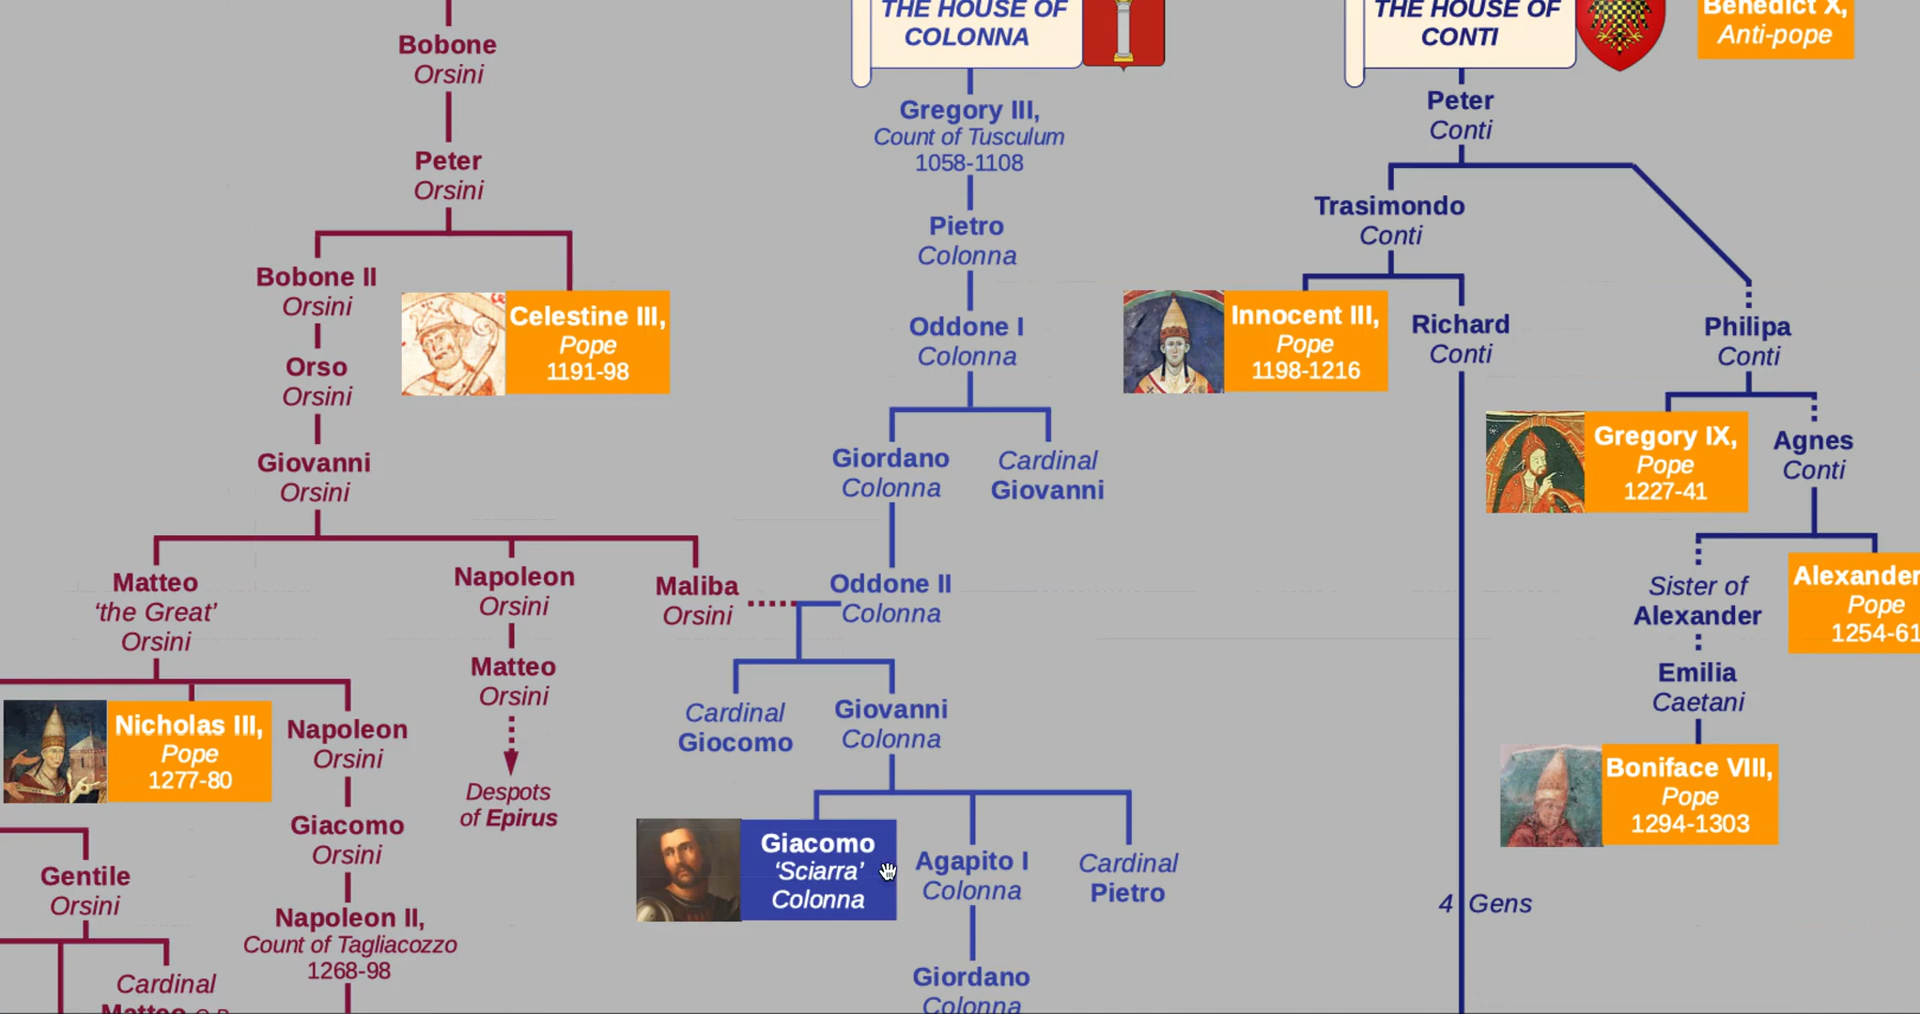 THE HOUSE OF
COLONNA
THE HOUSE OF
CONTI
Benedict X,
Anti-pope
Bobone
Orsini
Peter
Orsini
Bobone II
Orsini
Celestine III,
Pope
1191-98
Orso
Orsini
Giovanni
Orsini
Matteo
‘the Great’
Orsini
Napoleon
Orsini
Maliba
Orsini
Matteo
Orsini
Despots
of Epirus
Nicholas III,
Pope
1277-80
Napoleon
Orsini
Giacomo
Orsini
Napoleon II,
Count of Tagliacozzo
1268-98
Gentile
Orsini
Cardinal
Matteo
Gregory III,
Count of Tusculum
1058-1108
Pietro
Colonna
Oddone I
Colonna
Giordano
Colonna
Cardinal
Giovanni
Oddone II
Colonna
Cardinal
Giocomo
Giovanni
Colonna
Giacomo
‘Sciarra’
Colonna
Agapito I
Colonna
Cardinal
Pietro
Giordano
Colonna
Peter
Conti
Trasimondo
Conti
Innocent III,
Pope
1198-1216
Richard
Conti
Philipa
Conti
Gregory IX,
Pope
1227-41
Agnes
Conti
Sister of
Alexander
Alexander
Pope
1254-61
Emilia
Caetani
Boniface VIII,
Pope
1294-1303
4 Gens